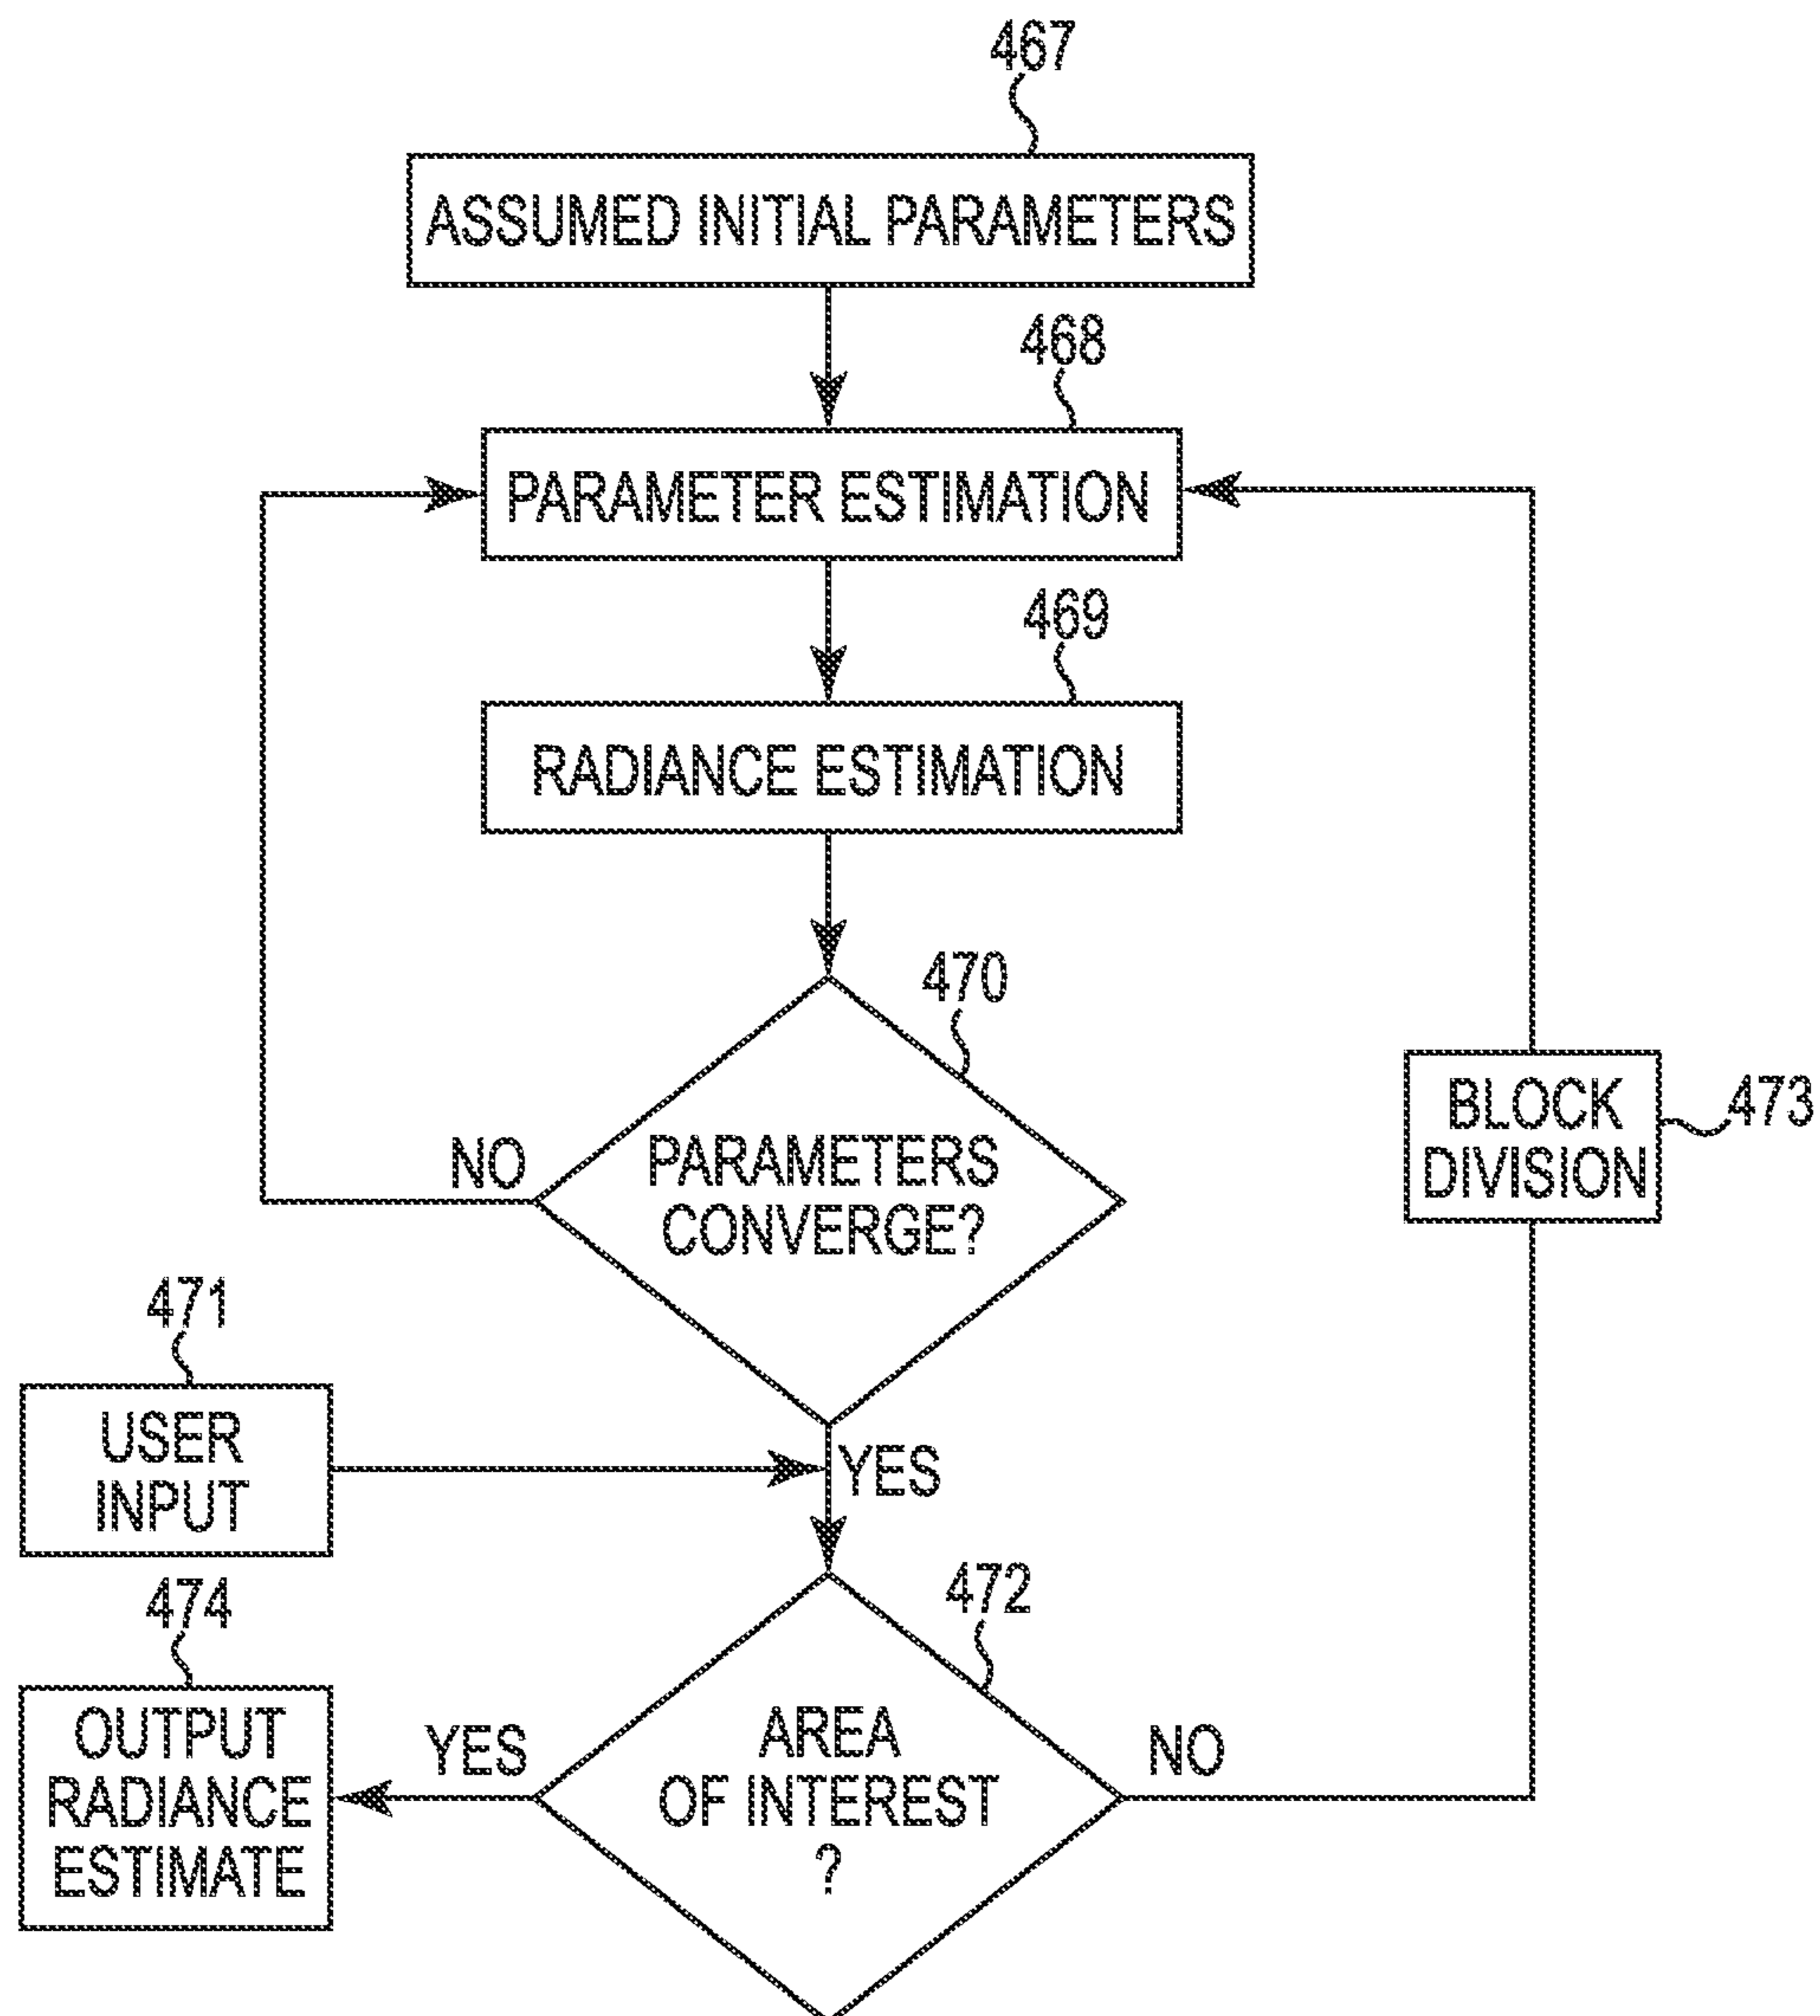 467
ASSUMED INITIAL PARAMETERS
468
PARAMETER ESTIMATION
469
RADIANCE ESTIMATION
470
PARAMETERS
CONVERGE?
NO
BLOCK
DIVISION
473
471
USER
INPUT
YES
474
472
OUTPUT
RADIANCE
ESTIMATE
YES
AREA
OF INTEREST
?
NO